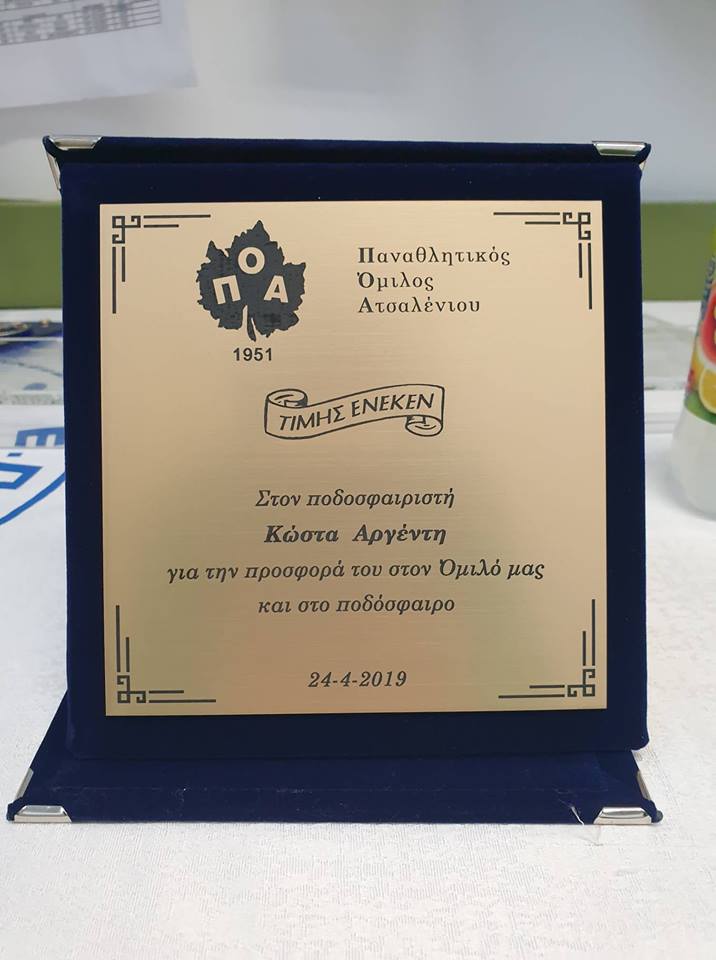 ΠΟΑ
1951
Παναθλητικός
Όμιλος
Ατσαλένιου
ΤΙΜΗΣ ΕΝΕΚΕΝ
Στον ποδοσφαιριστή
Κώστα Αργέντη
για την προσφορά του στον Όμιλό μας
και στο ποδόσφαιρο
24-4-2019